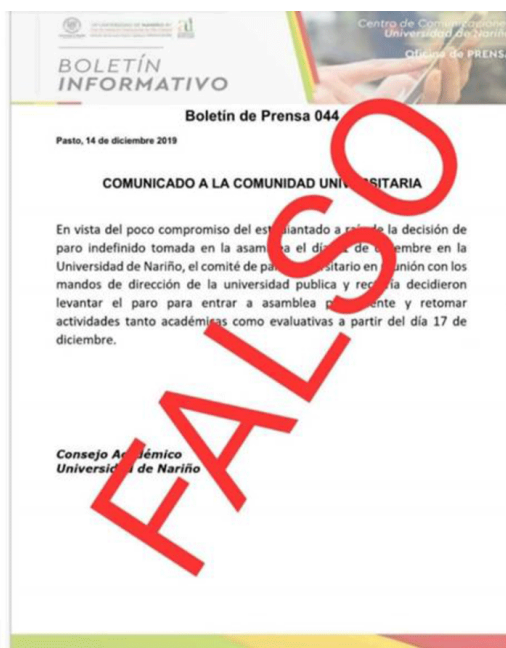 Centro de Comunicaciones
Universidad de Nariño
Oficina de PRENSA
BOLETÍN
INFORMATIVO
Boletín de Prensa 044
Pasto, 14 de diciembre 2019
COMUNICADO A LA COMUNIDAD UNIVERSITARIA
En vista del poco compromiso del estudiantado a raíz de la decisión de
paro indefinido tomada en la asamblea el día de diciembre en la
Universidad de Nariño, el comité de paro universitario en reunión con los
mandos de dirección de la universidad publica y rectoría decidieron
levantar el paro para entrar a asamblea permanente y retomar
actividades tanto académicas como evaluativas a partir del día 17 de
diciembre.
Consejo Académico
Universidad de Nariño
FALSO